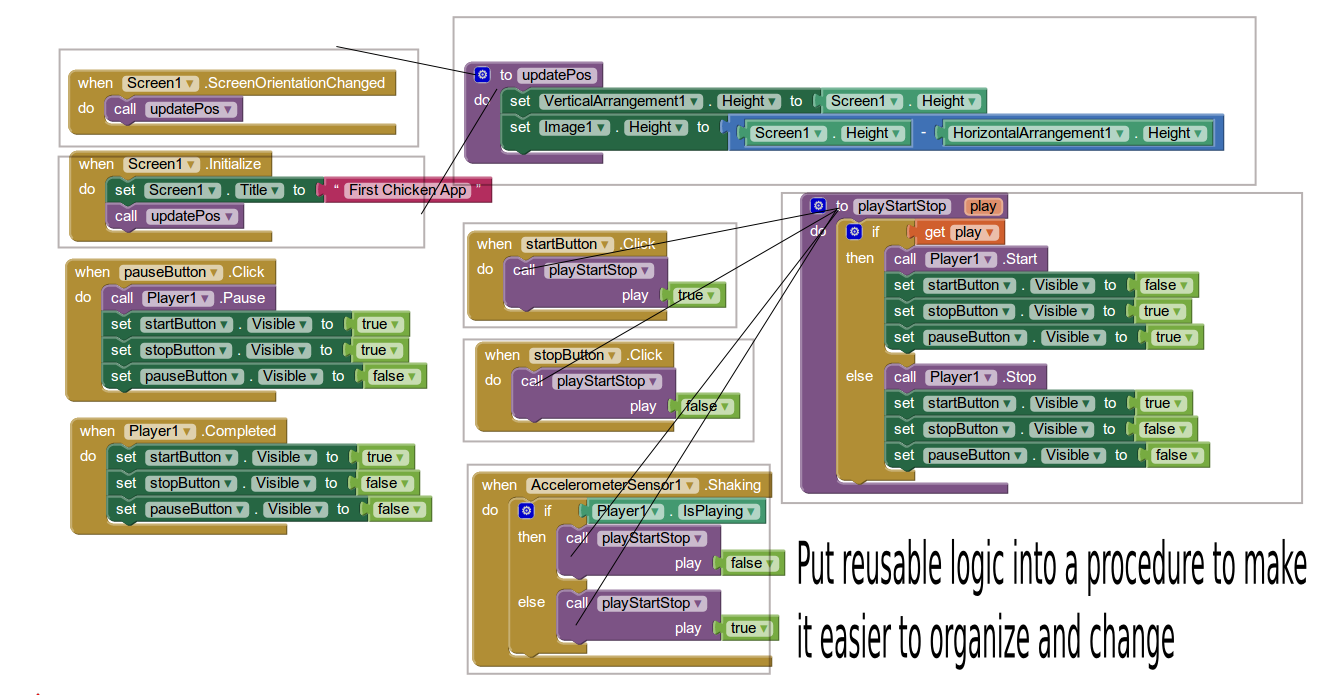 when Screen1 .ScreenOrientationChanged
do call updatePos
when Screen1 .Initialize
do set Screen1 . Title to " First Chicken App "
call updatePos
when pauseButton .Click
do call Player1 .Pause
set startButton . Visible to true
set stopButton . Visible to true
set pauseButton . Visible to false
when Player1 .Completed
do set startButton . Visible to true
set stopButton . Visible to false
set pauseButton . Visible to false
to updatePos
do set VerticalArrangement1 . Height to Screen1 . Height
set Image1 . Height to Screen1 . Height - HorizontalArrangement1 . Height
when startButton .Click
do call playStartStop
play true
when stopButton .Click
do call playStartStop
play false
when AccelerometerSensor1 .Shaking
do if Player1 . IsPlaying
then call playStartStop
play false
else call playStartStop
play true
to playStartStop play
do if get play
then call Player1 .Start
set startButton . Visible to false
set stopButton . Visible to true
set pauseButton . Visible to true
else call Player1 .Stop
set startButton . Visible to true
set stopButton . Visible to false
set pauseButton . Visible to false
Put reusable logic into a procedure to make
it easier to organize and change